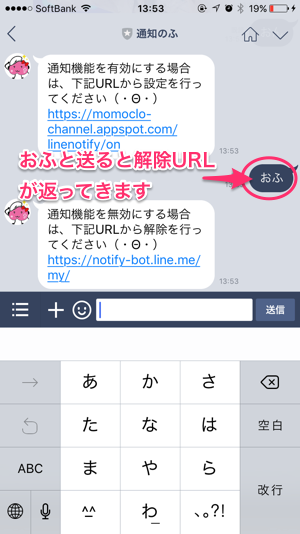 SoftBank
13:53
19%
通知のふ
通知機能を有効にする場合
は、下記URLから設定を行っ
てください（・Θ・）
https://momoclo-
channel.appspot.com/
linenotify/on
13:53
おふと送ると解除URL
が返ってきます
おふ
通知機能を無効にする場合
は、下記URLから解除を行っ
てください（・Θ・）
https://notify-bot.line.me/
my/
13:53
送信
あ か さ
た な は 空白
ABC ま や ら
改行
^^ わ 、。?!